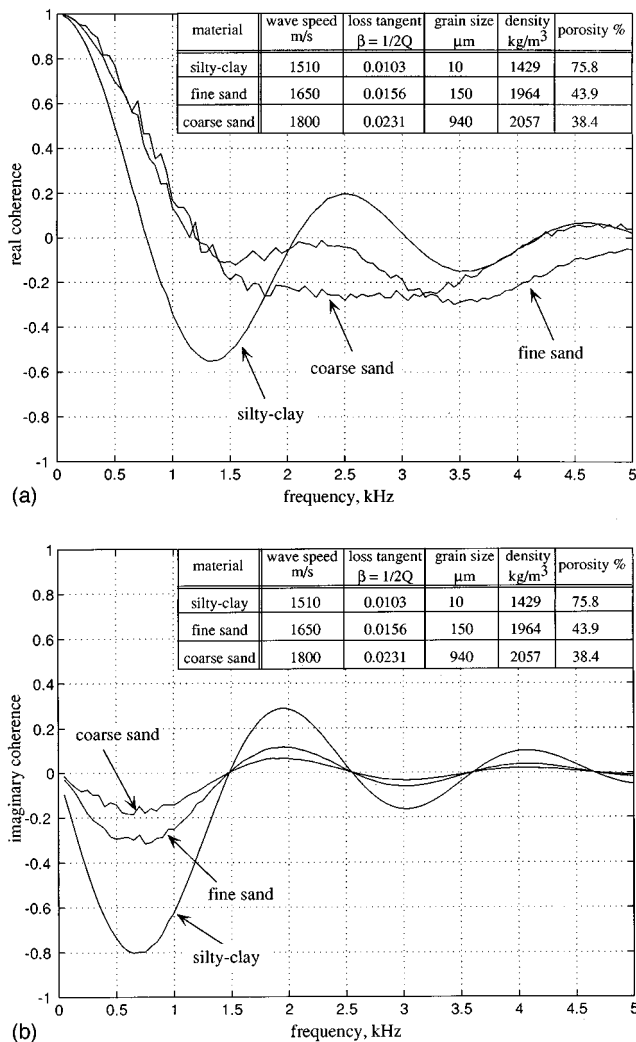 material wave speed m/s loss tangent β = 1/2Q grain size μm density kg/m³ porosity %
silty-clay 1510 0.0103 10 1429 75.8
fine sand 1650 0.0156 150 1964 43.9
coarse sand 1800 0.0231 940 2057 38.4
1
0.8
0.6
0.4
0.2
0
-0.2
-0.4
-0.6
-0.8
-1
real coherence
coarse sand
fine sand
silty-clay
0 0.5 1 1.5 2 2.5 3 3.5 4 4.5 5
(a) frequency, kHz
material wave speed m/s loss tangent β = 1/2Q grain size μm density kg/m³ porosity %
silty-clay 1510 0.0103 10 1429 75.8
fine sand 1650 0.0156 150 1964 43.9
coarse sand 1800 0.0231 940 2057 38.4
1
0.8
0.6
0.4
0.2
0
-0.2
-0.4
-0.6
-0.8
-1
imaginary coherence
coarse sand
fine sand
silty-clay
0 0.5 1 1.5 2 2.5 3 3.5 4 4.5 5
(b) frequency, kHz